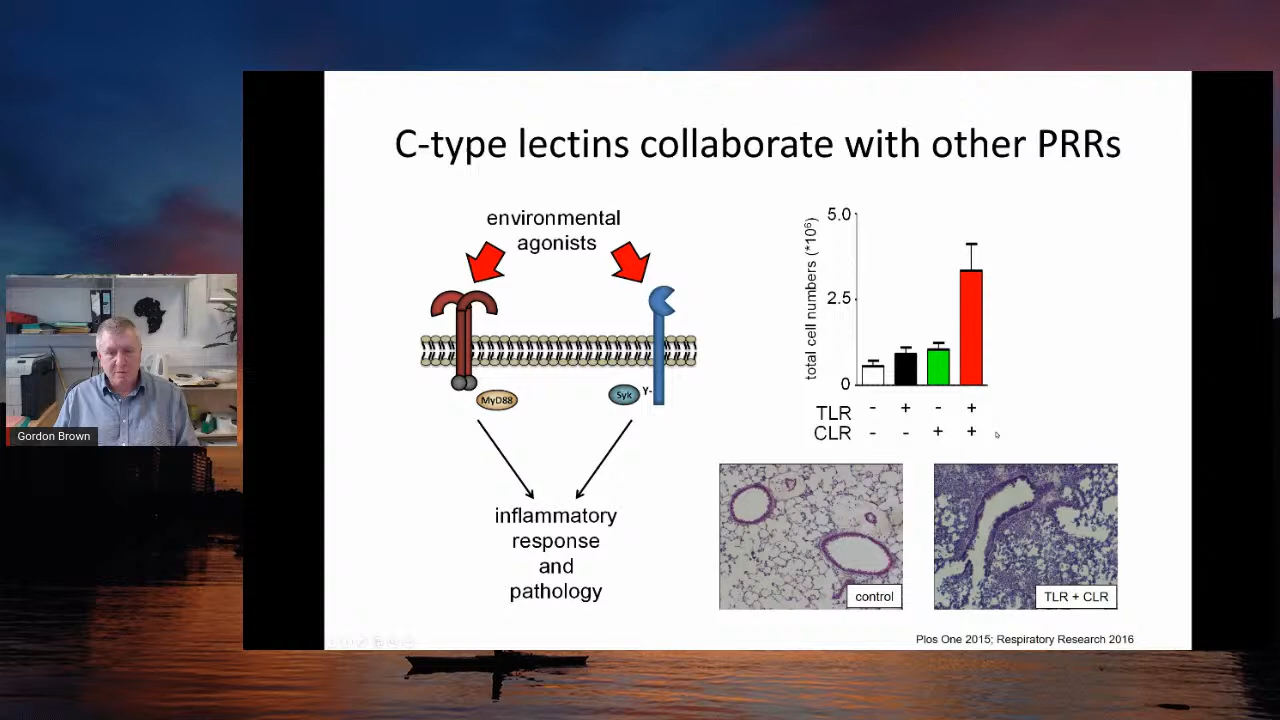 C-type lectins collaborate with other PRRs
environmental
agonists
MyD88
Syk
Y-
inflammatory
response
and
pathology
total cell numbers (*10⁶)
5.0
2.5
0
TLR - + - +
CLR - - + +
control
TLR + CLR
Plos One 2015; Respiratory Research 2016
Gordon Brown